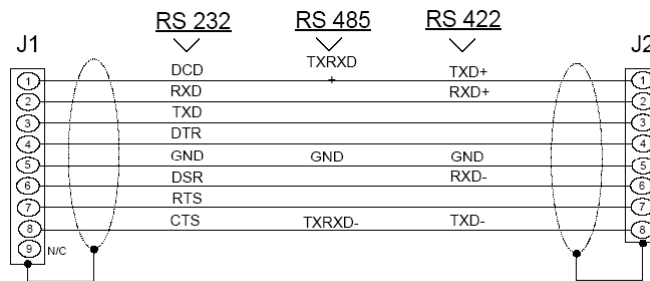 RS 232 RS 485 RS 422
J1 J2
DCD TXRXD TXD+
1 + 1
RXD RXD+
2 2
TXD
3 3
DTR
4 4
GND GND GND
5 5
DSR RXD-
6 6
RTS
7 7
CTS TXRXD- TXD-
8 8
9 N/C